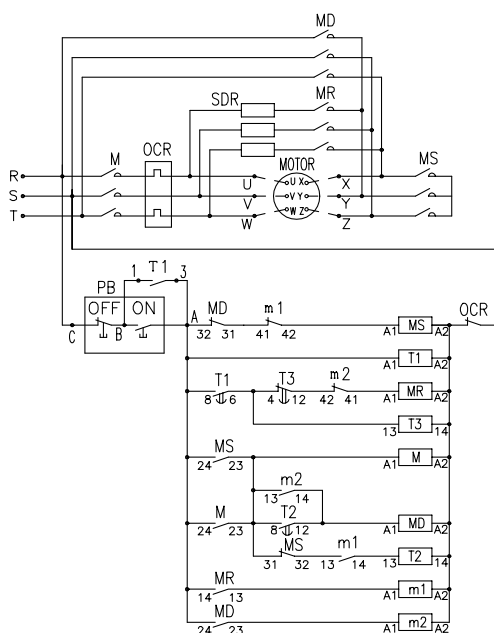 MD
SDR MR
M OCR MOTOR MS
R
S
T
U U X X
V V Y Y
W W Z Z
1 T1 3
PB
OFF ON A MD m1 MS OCR
C B 32 31 41 42 A1 A2
T1
A1 A2
T1 T3 m2 MR
8 6 4 12 42 41 A1 A2
T3
13 14
MS M
24 23 A1 A2
m2
13 14
M T2 MD
24 23 8 12 A1 A2
MS m1 T2
31 32 13 14 13 14
MR m1
14 13 A1 A2
MD m2
24 23 A1 A2